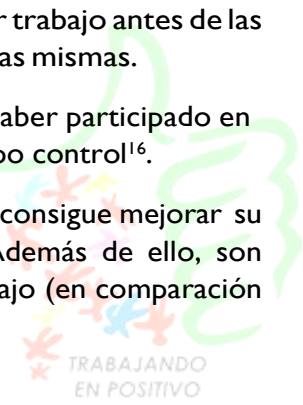 r trabajo antes de las
as mismas.
aber participado en
po control¹⁶.
consigue mejorar su
Además de ello, son
ajo (en comparación
TRABAJANDO
EN POSITIVO